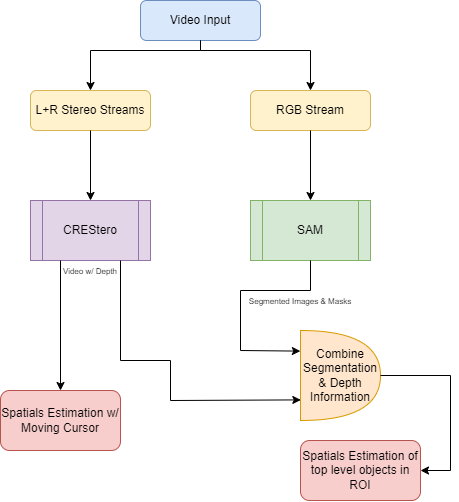 Video Input
L+R Stereo Streams
RGB Stream
CREStero
SAM
Video w/ Depth
Segmented Images & Masks
Combine
Segmentation
& Depth
Information
Spatials Estimation w/
Moving Cursor
Spatials Estimation of
top level objects in
ROI